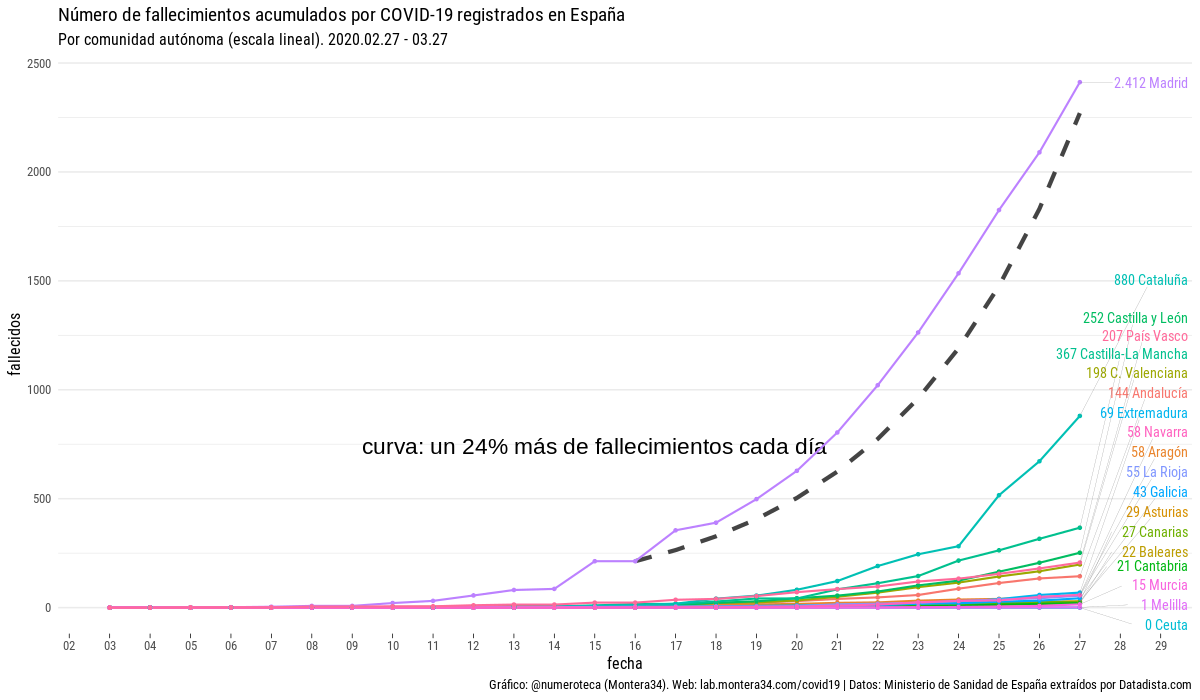 Número de fallecimientos acumulados por COVID-19 registrados en España
Por comunidad autónoma (escala lineal). 2020.02.27 - 03.27
2500
2.412 Madrid
2000
1500
880 Cataluña
252 Castilla y León
fallecidos
207 País Vasco
367 Castilla-La Mancha
198 C. Valenciana
1000
144 Andalucía
69 Extremadura
58 Navarra
curva: un 24% más de fallecimientos cada día
58 Aragón
55 La Rioja
43 Galicia
500
29 Asturias
27 Canarias
22 Baleares
21 Cantabria
15 Murcia
1 Melilla
0
0 Ceuta
02 03 04 05 06 07 08 09 10 11 12 13 14 15 16 17 18 19 20 21 22 23 24 25 26 27 28 29
fecha
Gráfico: @numeroteca (Montera34). Web: lab.montera34.com/covid19 | Datos: Ministerio de Sanidad de España extraídos por Datadista.com